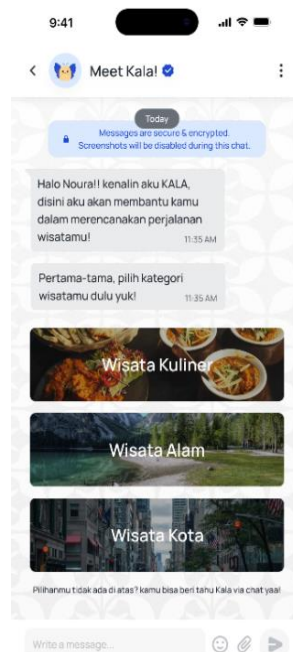 9:41
Meet Kala!
Today
Messages are secure & encrypted.
Screenshots will be disabled during this chat.
Halo Noura!! kenalin aku KALA,
disini aku akan membantu kamu
dalam merencanakan perjalanan
wisatamu!
11:35 AM
Pertama-tama, pilih kategori
wisatamu dulu yuk!
11:35 AM
Wisata Kuliner
Wisata Alam
Wisata Kota
Pilihanmu tidak ada di atas? kamu bisa beri tahu Kala via chat yaa!
Write a message...